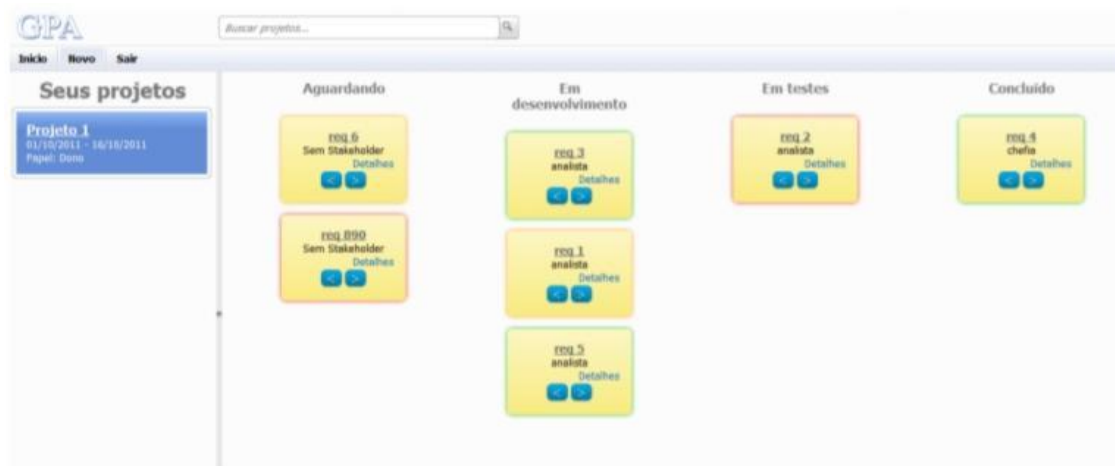 GPA
Buscar projetos...
Início Novo Sair
Seus projetos
Projeto 1
01/10/2011 - 16/10/2011
Papel: Dono
Aguardando
req 6
Sem Stakeholder
Detalhes
< >
req 890
Sem Stakeholder
Detalhes
< >
Em
desenvolvimento
req 3
analista
Detalhes
< >
req 1
analista
Detalhes
< >
req 5
analista
Detalhes
< >
Em testes
req 2
analista
Detalhes
< >
Concluído
req 4
chefia
Detalhes
< >